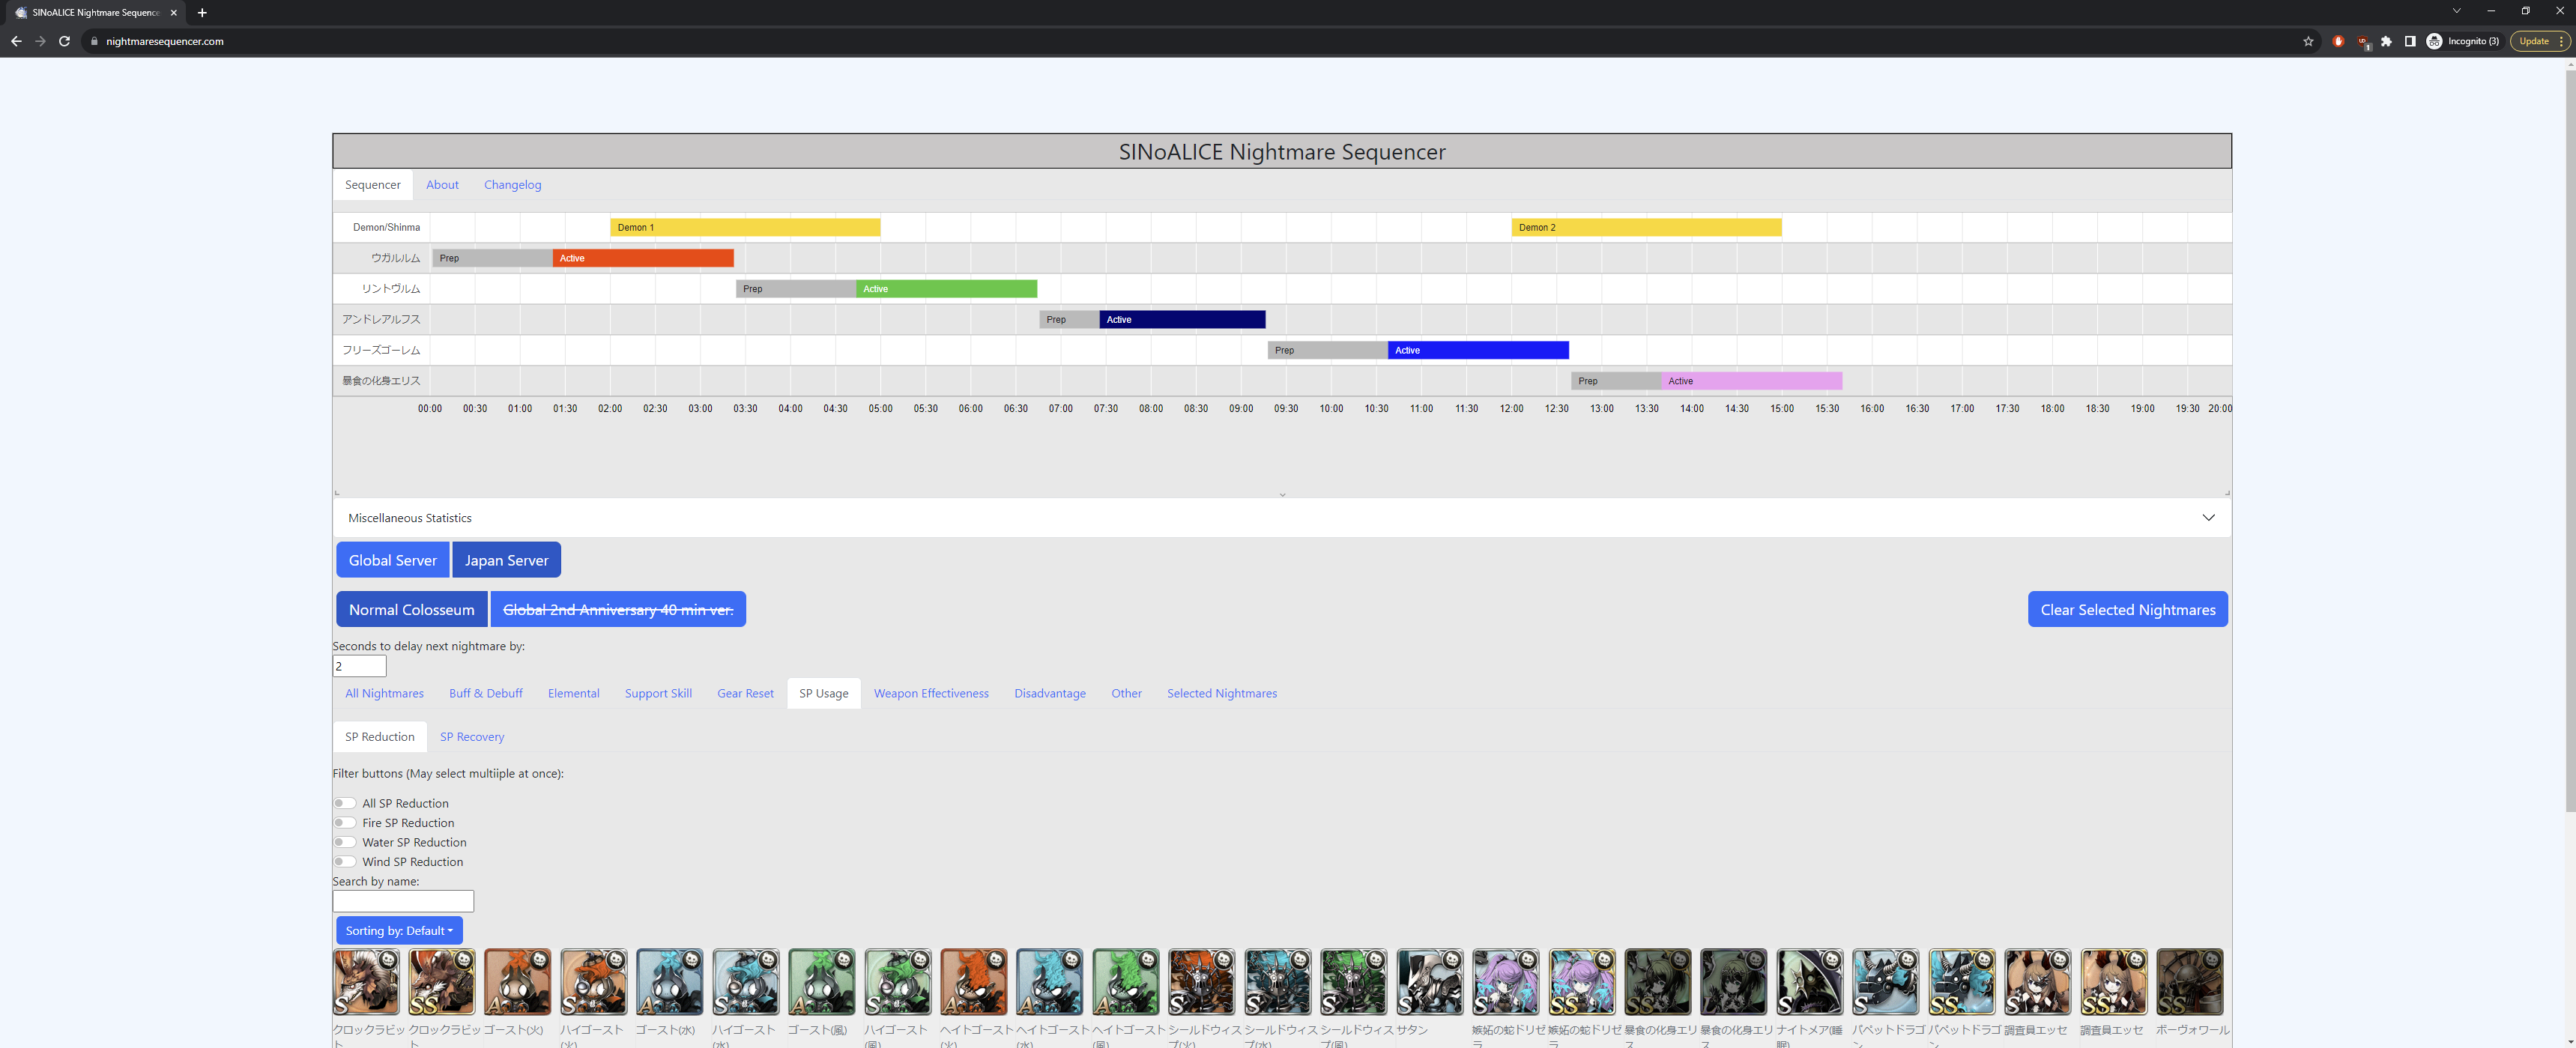 SINoALICE Nightmare Sequence
nightmaresequencer.com
Incognito (3)
Update
SINoALICE Nightmare Sequencer
Sequencer About Changelog
Demon/Shinma Demon 1 Demon 2
ウガルルム Prep Active
リントヴルム Prep Active
アンドレアルフス Prep Active
フリーズゴーレム Prep Active
暴食の化身エリス Prep Active
00:00 00:30 01:00 01:30 02:00 02:30 03:00 03:30 04:00 04:30 05:00 05:30 06:00 06:30 07:00 07:30 08:00 08:30 09:00 09:30 10:00 10:30 11:00 11:30 12:00 12:30 13:00 13:30 14:00 14:30 15:00 15:30 16:00 16:30 17:00 17:30 18:00 18:30 19:00 19:30 20:00
Miscellaneous Statistics
Global Server Japan Server
Normal Colosseum Global 2nd Anniversary 40 min ver. Clear Selected Nightmares
Seconds to delay next nightmare by:
2
All Nightmares Buff & Debuff Elemental Support Skill Gear Reset SP Usage Weapon Effectiveness Disadvantage Other Selected Nightmares
SP Reduction SP Recovery
Filter buttons (May select multiiple at once):
All SP Reduction
Fire SP Reduction
Water SP Reduction
Wind SP Reduction
Search by name:
Sorting by: Default
S SS A S A S A S A A A S S S S S SS SS S S S SS S SS SS
クロックラビッ クロックラビッ ゴースト(火) ハイゴースト ゴースト(水) ハイゴースト ゴースト(風) ハイゴースト ヘイトゴースト ヘイトゴースト ヘイトゴースト シールドウィス シールドウィス シールドウィス サタン 嫉妬の蛇ドリゼ 嫉妬の蛇ドリゼ 暴食の化身エリ 暴食の化身エリ ナイトメア(睡 パペットドラゴ パペットドラゴ 調査員エッセ 調査員エッセ ボーヴォワール
ト ト (火) (水) (風) (火) (水) (風) プ(火) プ(水) プ(風) ラ ラ ス ス 眠) ン ン